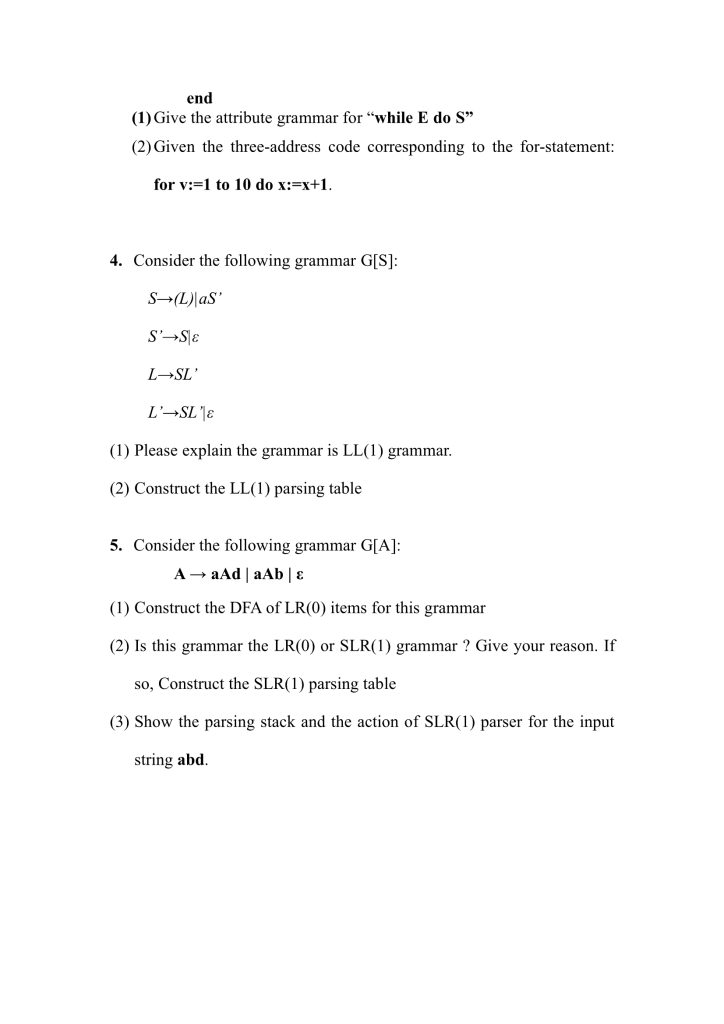 end
(1) Give the attribute grammar for “while E do S”
(2) Given the three-address code corresponding to the for-statement:
for v:=1 to 10 do x:=x+1.
4. Consider the following grammar G[S]:
S→(L)|aS’
S’→S|ε
L→SL’
L’→SL’|ε
(1) Please explain the grammar is LL(1) grammar.
(2) Construct the LL(1) parsing table
5. Consider the following grammar G[A]:
A → aAd | aAb | ε
(1) Construct the DFA of LR(0) items for this grammar
(2) Is this grammar the LR(0) or SLR(1) grammar ? Give your reason. If
so, Construct the SLR(1) parsing table
(3) Show the parsing stack and the action of SLR(1) parser for the input
string abd.